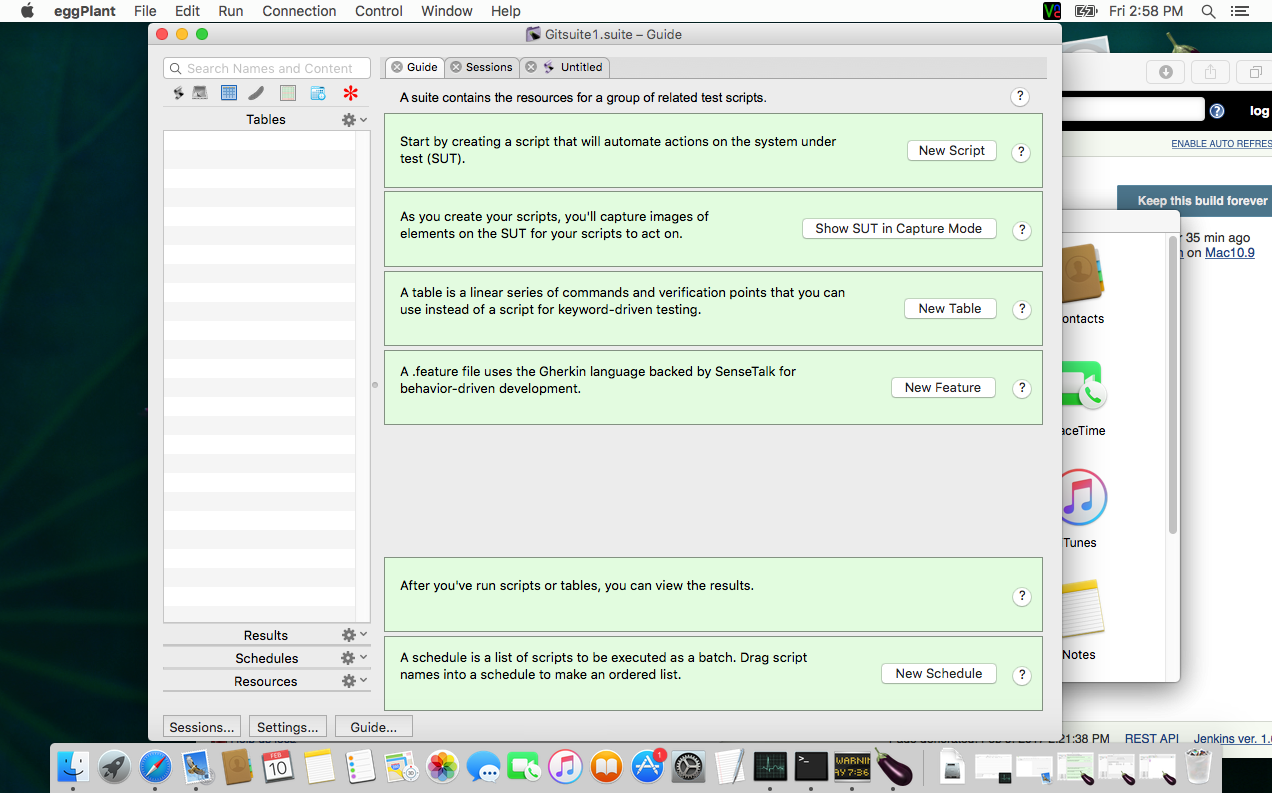 eggPlant File Edit Run Connection Control Window Help
Fri 2:58 PM
Gitsuite1.suite – Guide
Search Names and Content
Guide
Sessions
Untitled
Tables
A suite contains the resources for a group of related test scripts.
?
Start by creating a script that will automate actions on the system under
test (SUT).
New Script
?
As you create your scripts, you'll capture images of
elements on the SUT for your scripts to act on.
Show SUT in Capture Mode
?
A table is a linear series of commands and verification points that you can
use instead of a script for keyword-driven testing.
New Table
?
A .feature file uses the Gherkin language backed by SenseTalk for
behavior-driven development.
New Feature
?
After you've run scripts or tables, you can view the results.
?
A schedule is a list of scripts to be executed as a batch. Drag script
names into a schedule to make an ordered list.
New Schedule
?
Results
Schedules
Resources
Sessions...
Settings...
Guide...
?
log
ENABLE AUTO REFRES
Keep this build forever
35 min ago
on Mac10.9
ontacts
aceTime
Tunes
Notes
2:21:38 PM
REST API
Jenkins ver. 1.
FEB
10
1
WARNIN
AY 7:36